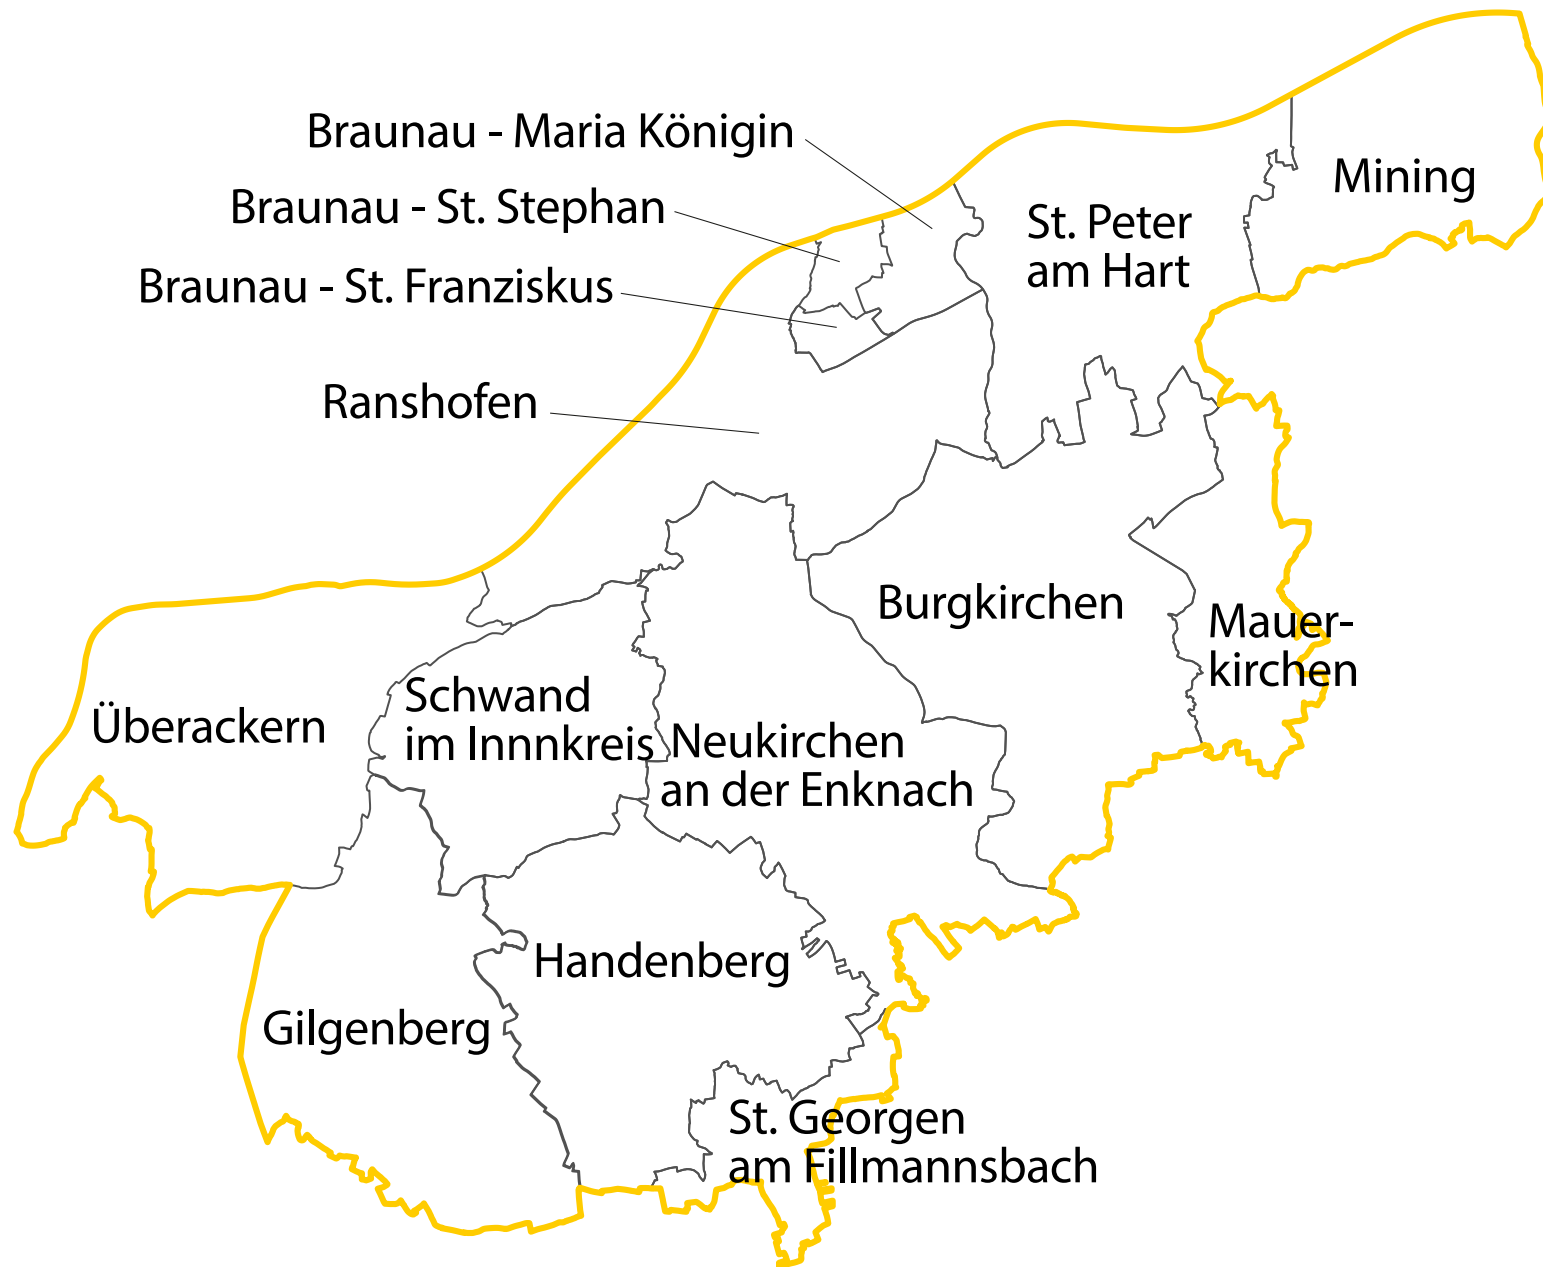 Braunau - Maria Königin
Mining
Braunau - St. Stephan
St. Peter
am Hart
Braunau - St. Franziskus
Ranshofen
Burgkirchen
Mauer-
kirchen
Schwand
im Innnkreis
Überackern
Neukirchen
an der Enknach
Handenberg
Gilgenberg
St. Georgen
am Fillmannsbach